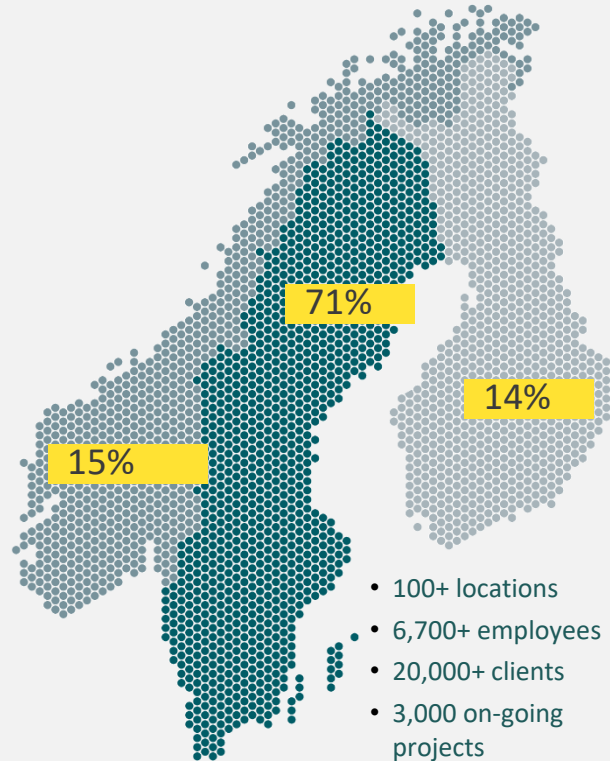 71%
14%
15%
• 100+ locations
• 6,700+ employees
• 20,000+ clients
• 3,000 on-going
projects